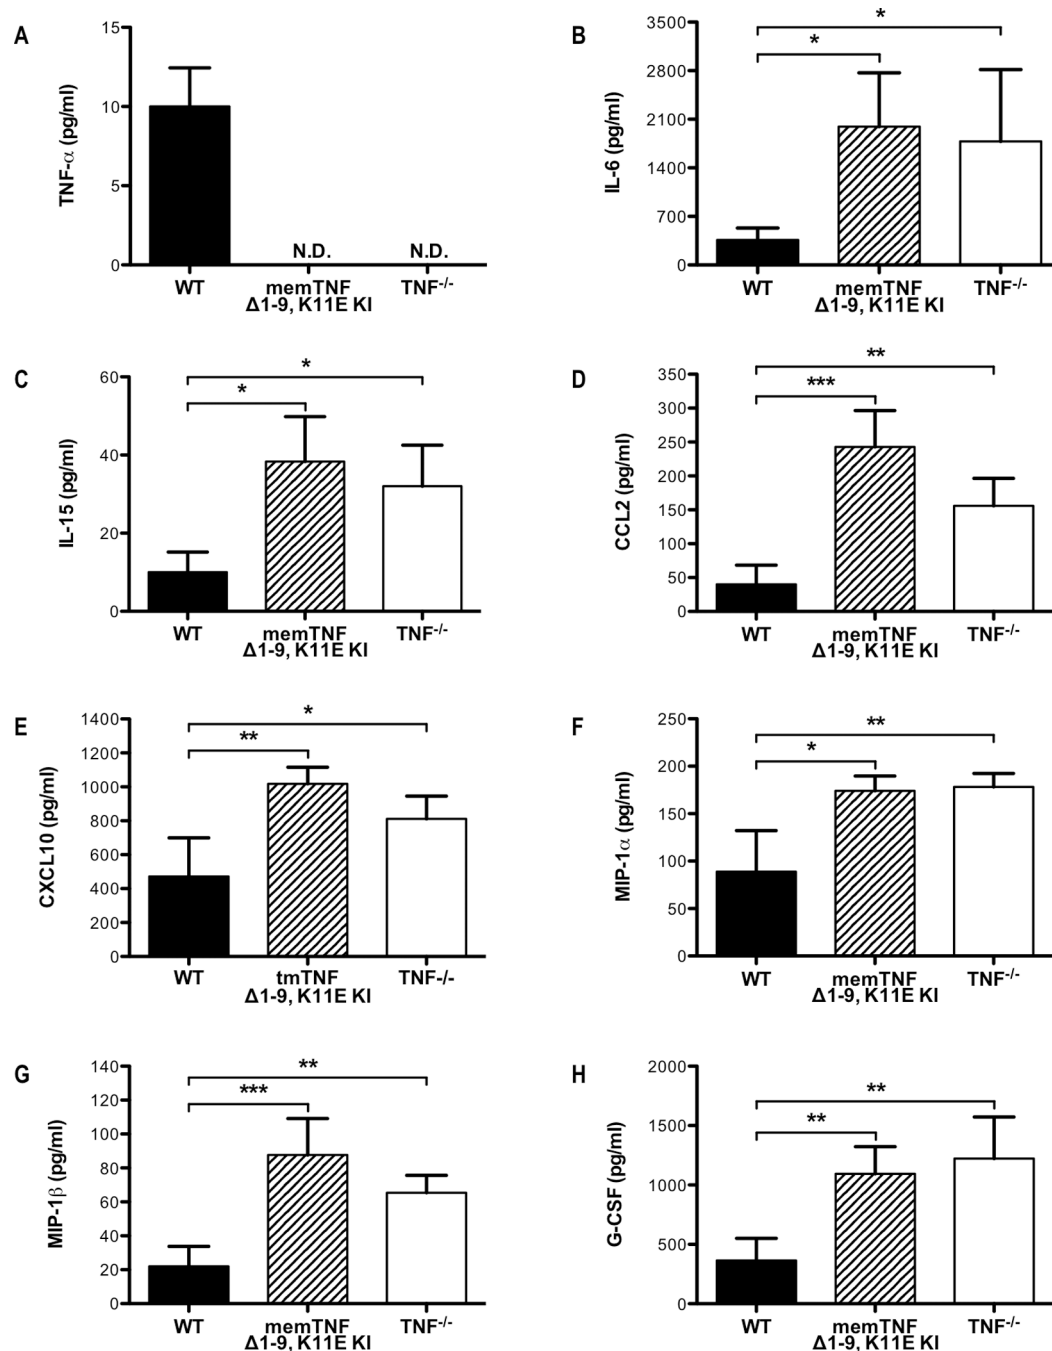 A
TNF-α (pg/ml)
15
10
5
0
N.D.
N.D.
WT
memTNF
Δ1-9, K11E KI
TNF-/-
B
IL-6 (pg/ml)
3500
2800
2100
1400
700
0
*
*
WT
memTNF
Δ1-9, K11E KI
TNF-/-
C
IL-15 (pg/ml)
60
40
20
0
*
*
WT
memTNF
Δ1-9, K11E KI
TNF-/-
D
CCL2 (pg/ml)
350
300
250
200
150
100
50
0
**
***
WT
memTNF
Δ1-9, K11E KI
TNF-/-
E
CXCL10 (pg/ml)
1400
1200
1000
800
600
400
200
0
*
**
WT
tmTNF
Δ1-9, K11E KI
TNF-/-
F
MIP-1α (pg/ml)
250
200
150
100
50
0
**
*
WT
memTNF
Δ1-9, K11E KI
TNF-/-
G
MIP-1β (pg/ml)
140
120
100
80
60
40
20
0
**
***
WT
memTNF
Δ1-9, K11E KI
TNF-/-
H
G-CSF (pg/ml)
2000
1500
1000
500
0
**
**
WT
memTNF
Δ1-9, K11E KI
TNF-/-